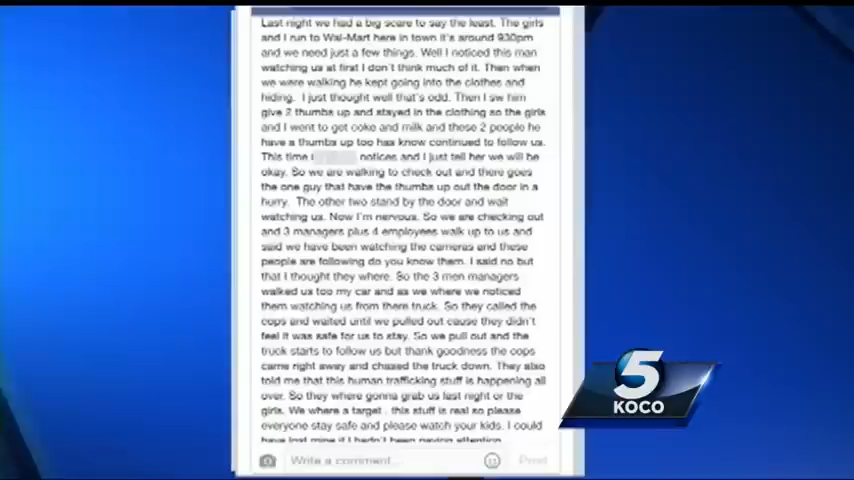 Last night we had a big scare to say the least. The girls
and I run to Wal-Mart here in town it's around 930pm
and we need just a few things. Well I noticed this man
watching us at first I don't think much of it. Then when
we were walking he kept going into the clothes and
hiding. I just thought well that's odd. Then I sw him
give 2 thumbs up and stayed in the clothing so the girls
and I went to get coke and milk and these 2 people he
have a thumbs up too has know continued to follow us.
This time notices and I just tell her we will be
okay. So we are walking to check out and there goes
the one guy that have the thumbs up out the door in a
hurry. The other two stand by the door and wait
watching us. Now I'm nervous. So we are checking out
and 3 managers plus 4 employees walk up to us and
said we have been watching the cameras and these
people are following do you know them. I said no but
that I thought they where. So the 3 men managers
walked us too my car and as we where we noticed
them watching us from there truck. So they called the
cops and waited until we pulled out cause they didn't
feel it was safe for us to stay. So we pull out and the
truck starts to follow us but thank goodness the cops
came right away and chased the truck down. They also
told me that this human trafficking stuff is happening all
over. So they where gonna grab us last night or the
girls. We where a target . this stuff is real so please
everyone stay safe and please watch your kids. I could
have lost mine if I hadn't been paying attention
Write a comment... Post
5
KOCO